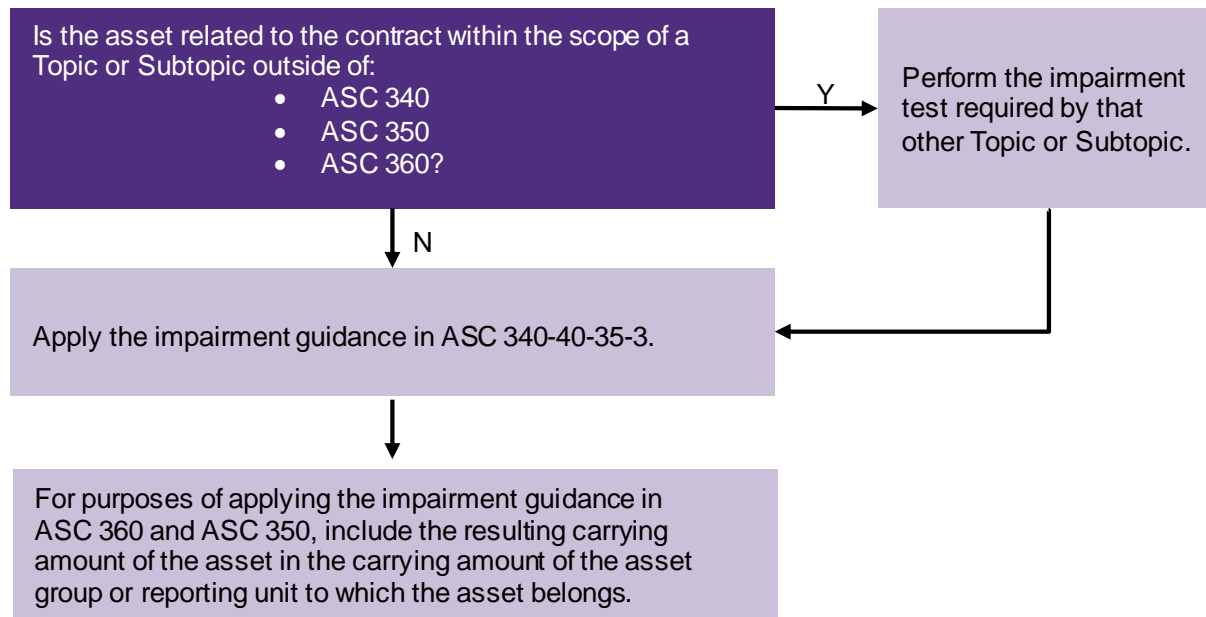 Is the asset related to the contract within the scope of a
Topic or Subtopic outside of:
• ASC 340
• ASC 350
• ASC 360?
Y
Perform the impairment
test required by that
other Topic or Subtopic.
N
Apply the impairment guidance in ASC 340-40-35-3.
For purposes of applying the impairment guidance in
ASC 360 and ASC 350, include the resulting carrying
amount of the asset in the carrying amount of the asset
group or reporting unit to which the asset belongs.